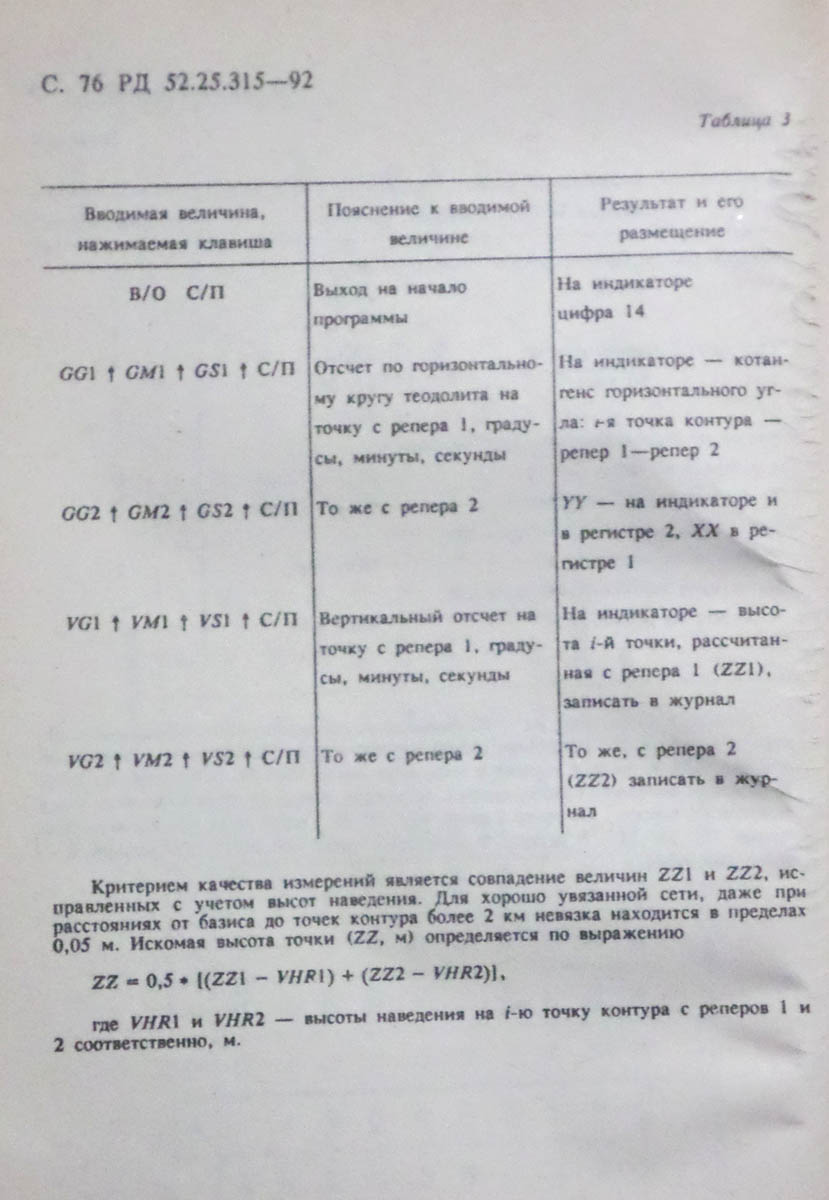 С. 76 РД 52.25.315—92
Таблица 3
Вводимая величина,
нажимаемая клавиша
Пояснение к вводимой
величине
Результат и его
размещение
В/О С/П
Выход на начало
программы
На индикаторе
цифра 14
GG1 ↑ GM1 ↑ GS1 ↑ С/П
Отсчет по горизонтально-
му кругу теодолита на
точку с репера 1, граду-
сы, минуты, секунды
На индикаторе — котан-
генс горизонтального уг-
ла: i-я точка контура —
репер 1—репер 2
GG2 ↑ GM2 ↑ GS2 ↑ С/П
То же с репера 2
YY — на индикаторе и
в регистре 2, XX в ре-
гистре 1
VG1 ↑ VM1 ↑ VS1 ↑ С/П
Вертикальный отсчет на
точку с репера 1, граду-
сы, минуты, секунды
На индикаторе — высо-
та i-й точки, рассчитан-
ная с репера 1 (ZZ1),
записать в журнал
VG2 ↑ VM2 ↑ VS2 ↑ С/П
То же с репера 2
То же, с репера 2
(ZZ2) записать в жур-
нал
Критерием качества измерений является совпадение величин ZZ1 и ZZ2, ис-
правленных с учетом высот наведения. Для хорошо увязанной сети, даже при
расстояниях от базиса до точек контура более 2 км невязка находится в пределах
0,05 м. Искомая высота точки (ZZ, м) определяется по выражению
ZZ = 0,5 * [(ZZ1 − VHR1) + (ZZ2 − VHR2)],
где VHR1 и VHR2 — высоты наведения на i-ю точку контура с реперов 1 и
2 соответственно, м.